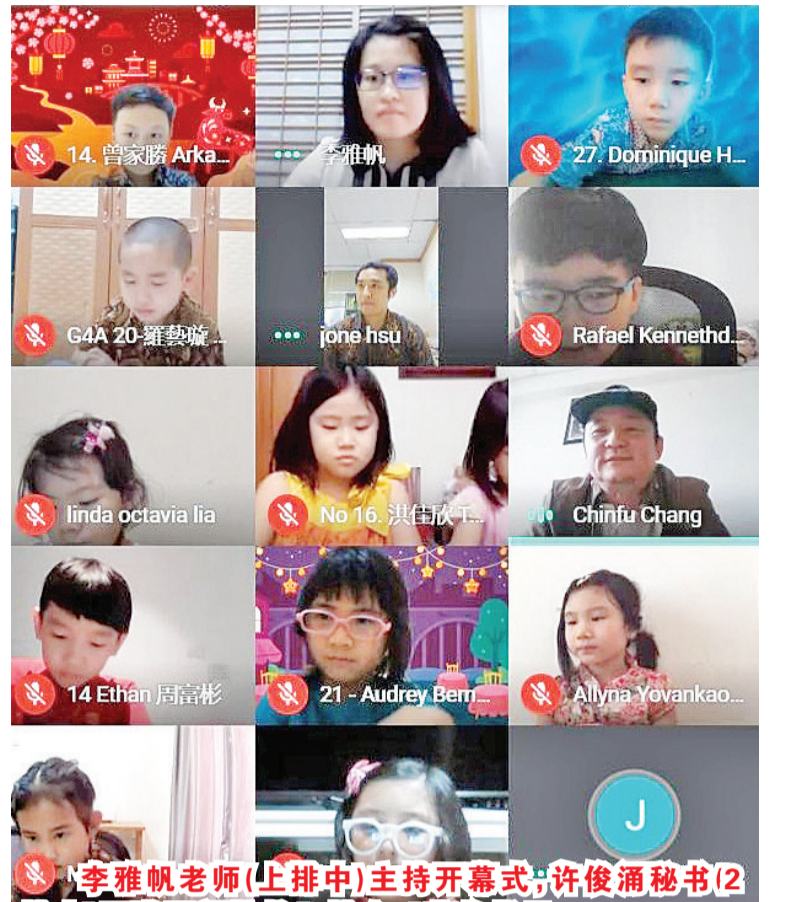 14. 曾家勝 Arka...
李雅帆
27. Dominique H...
G4A 20-羅藝璇 ...
jone hsu
Rafael Kennethd...
linda octavia lia
No 16. 洪佳欣 T...
Chinfu Chang
14 Ethan 周富彬
21 - Audrey Bern...
Allyna Yovankao...
J
李雅帆老师(上排中)主持开幕式,许俊涌秘书(2